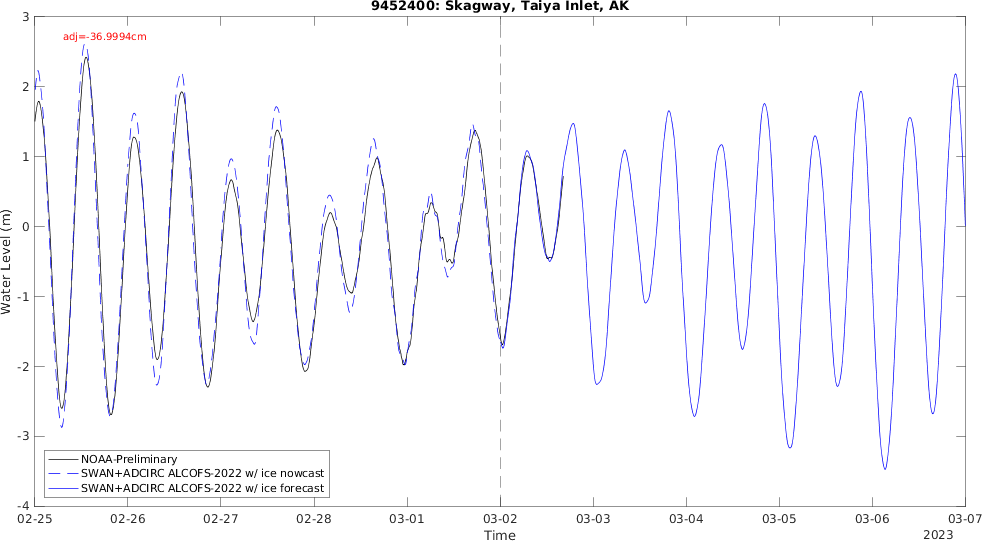 9452400: Skagway, Taiya Inlet, AK
adj=-36.9994cm
3
2
1
0
-1
-2
-3
-4
Water Level (m)
NOAA-Preliminary
SWAN+ADCIRC ALCOFS-2022 w/ ice nowcast
SWAN+ADCIRC ALCOFS-2022 w/ ice forecast
02-25 02-26 02-27 02-28 03-01 03-02 03-03 03-04 03-05 03-06 03-07
Time
2023